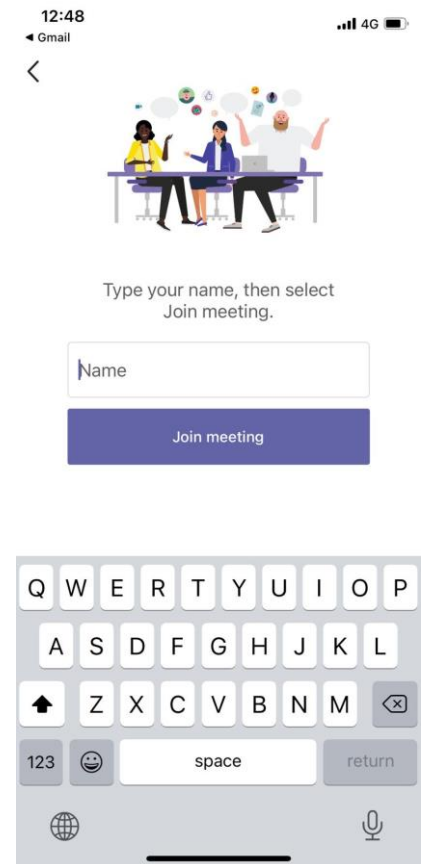 12:48
4G
Gmail
Type your name, then select
Join meeting.
Name
Join meeting
Q W E R T Y U I O P
A S D F G H J K L
Z X C V B N M
123 space return